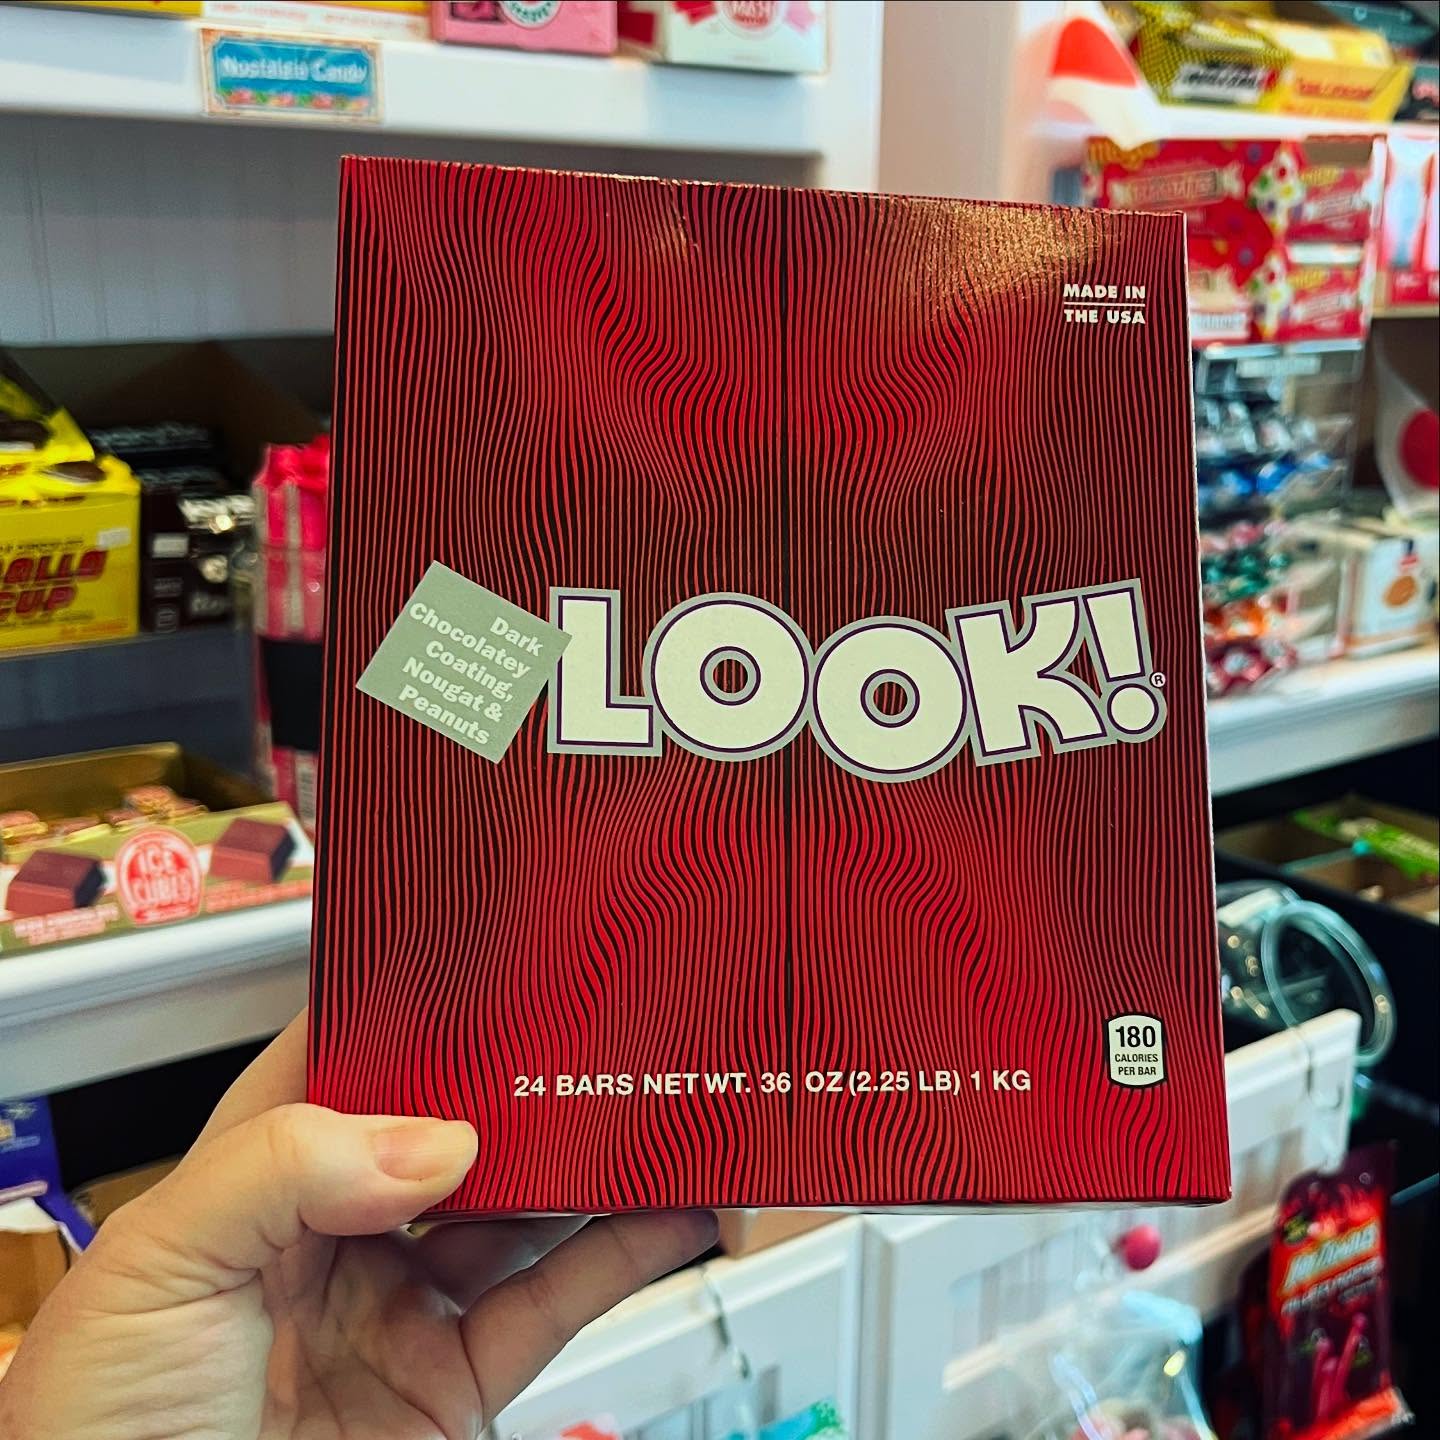 Nostalgic Candy
MADE IN
THE USA
Dark
Chocolatey
Coating,
Nougat &
Peanuts
LOOK!®
24 BARS NET WT. 36 OZ (2.25 LB) 1 KG
180
CALORIES
PER BAR
CUP
ICE
CUBES